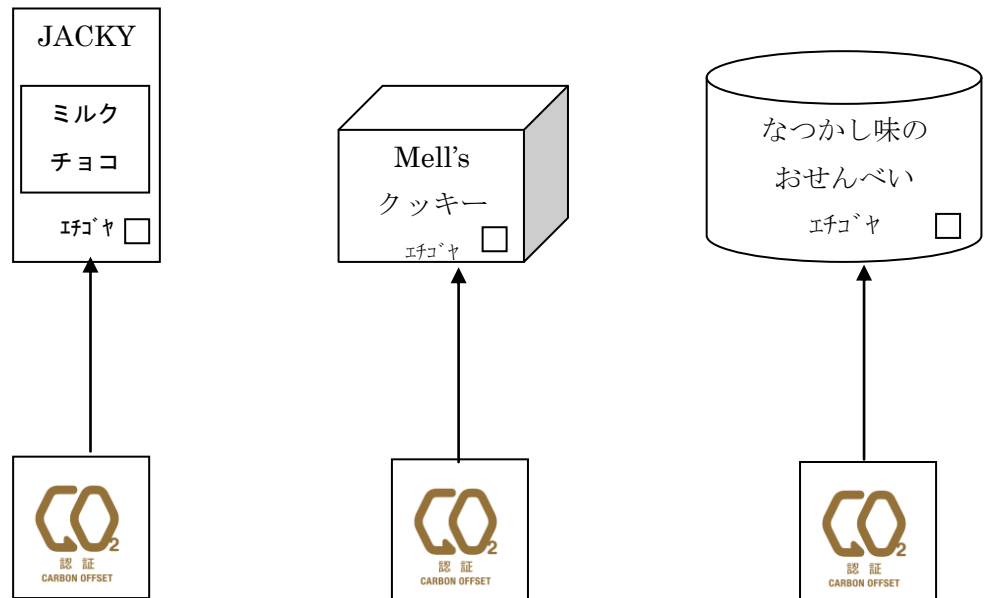 JACKY
ミルク
チョコ
ｴﾁｺﾞﾔ
Mell's
クッキー
ｴﾁｺﾞﾔ
なつかし味の
おせんべい
ｴﾁｺﾞﾔ
CO2
認証
CARBON OFFSET
CO2
認証
CARBON OFFSET
CO2
認証
CARBON OFFSET